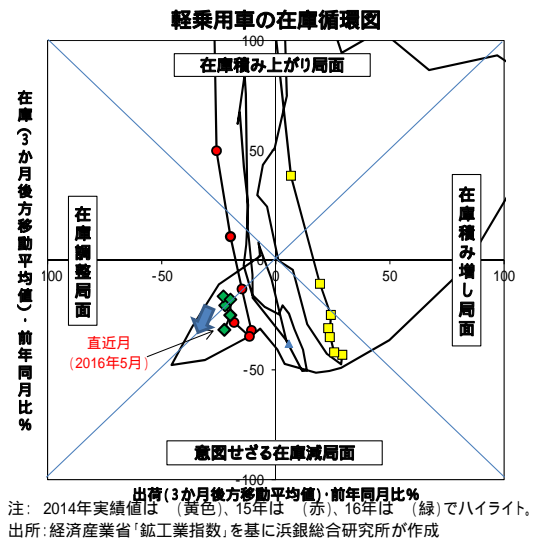 軽乗用車の在庫循環図
100
在庫積み上がり局面
50
在庫(3か月後方移動平均値)・前年同月比%
在庫調整局面
在庫積み増し局面
-100
-50
0
50
100
直近月
(2016年5月)
-50
意図せざる在庫減局面
-100
出荷(3か月後方移動平均値)・前年同月比%
注: 2014年実績値は (黄色)、15年は (赤)、16年は (緑)でハイライト。
出所:経済産業省「鉱工業指数」を基に浜銀総合研究所が作成